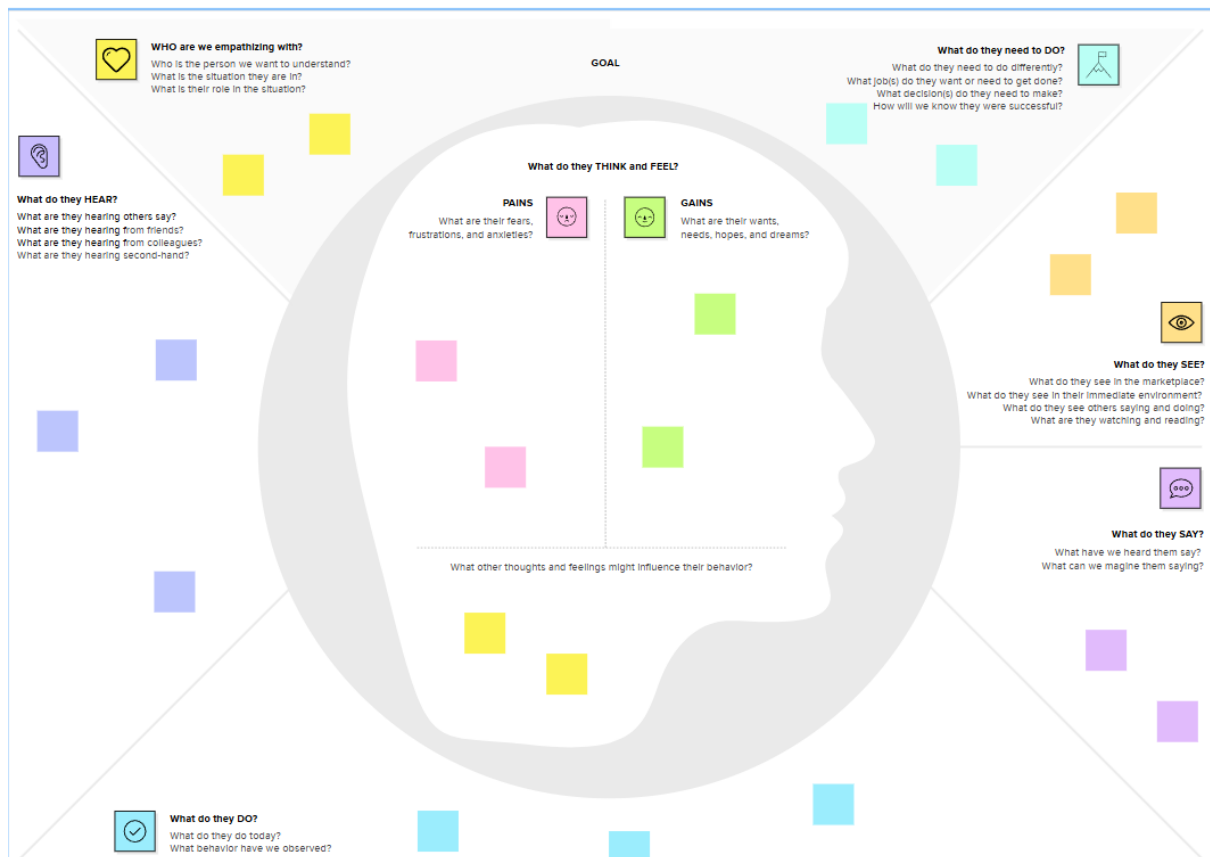 WHO are we empathizing with?
Who is the person we want to understand?
What is the situation they are in?
What is their role in the situation?
GOAL
What do they need to DO?
What do they need to do differently?
What job(s) do they want or need to get done?
What decision(s) do they need to make?
How will we know they were successful?
What do they HEAR?
What are they hearing others say?
What are they hearing from friends?
What are they hearing from colleagues?
What are they hearing second-hand?
What do they THINK and FEEL?
PAINS
What are their fears,
frustrations, and anxieties?
GAINS
What are their wants,
needs, hopes, and dreams?
What do they SEE?
What do they see in the marketplace?
What do they see in their immediate environment?
What do they see others saying and doing?
What are they watching and reading?
What do they SAY?
What have we heard them say?
What can we magine them saying?
What other thoughts and feelings might influence their behavior?
What do they DO?
What do they do today?
What behavior have we observed?